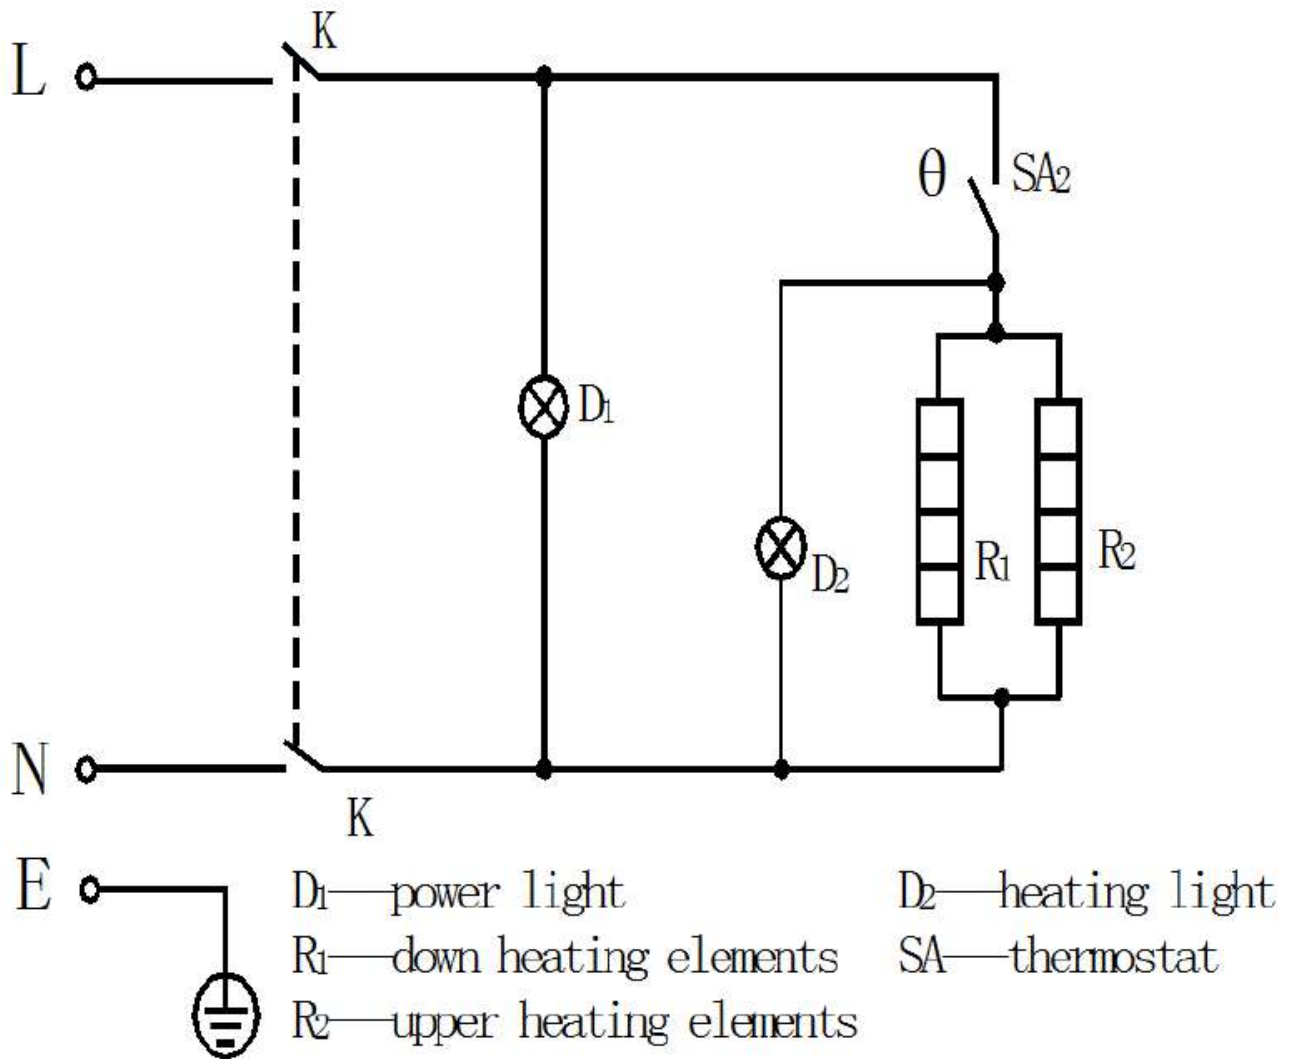 K
L
θ SA2
D1
D2
R1
R2
N
K
E
D1——power light D2——heating light
R1——down heating elements SA——thermostat
R2——upper heating elements